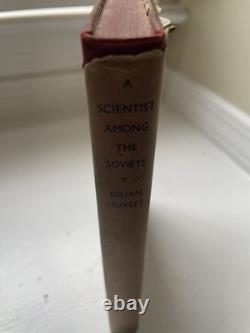 A
SCIENTIST
AMONG
THE
SOVIETS
JULIAN
HUXLEY